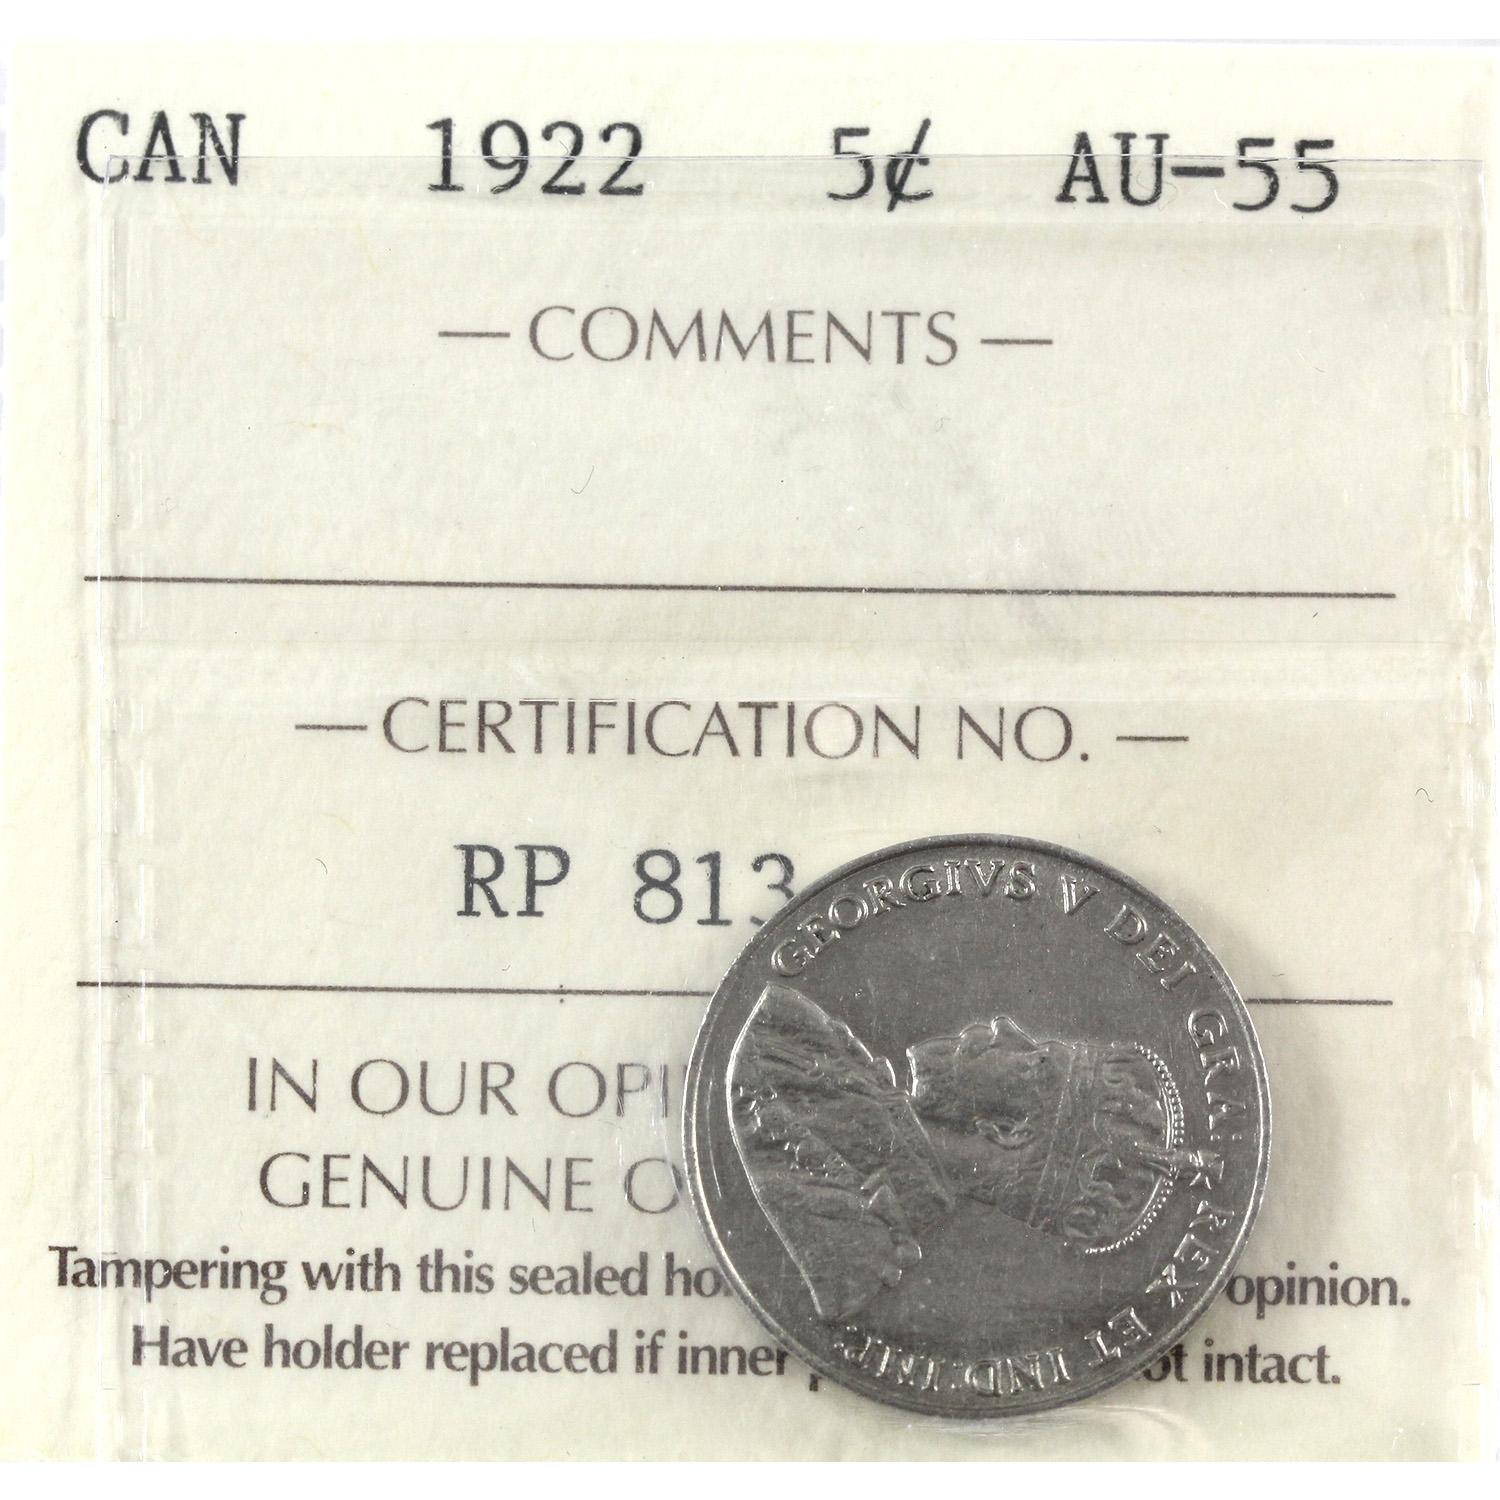 CAN 1922 5¢ AU-55
— COMMENTS —
— CERTIFICATION NO. —
RP 813
GEORGIVS V DEI GRA: REX ET IND: IMP:
IN OUR OPI
GENUINE O
Tampering with this sealed ho opinion.
Have holder replaced if inner intact.